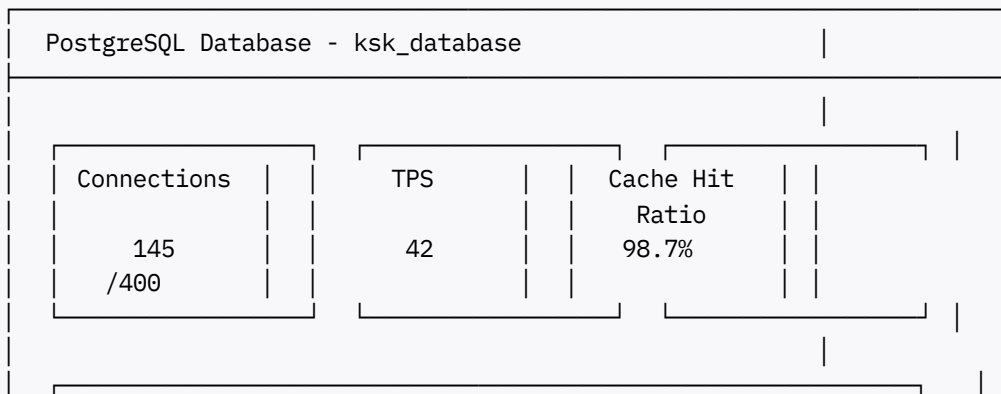 PostgreSQL Database - ksk_database
Connections TPS Cache Hit
Ratio
145 42 98.7%
/400